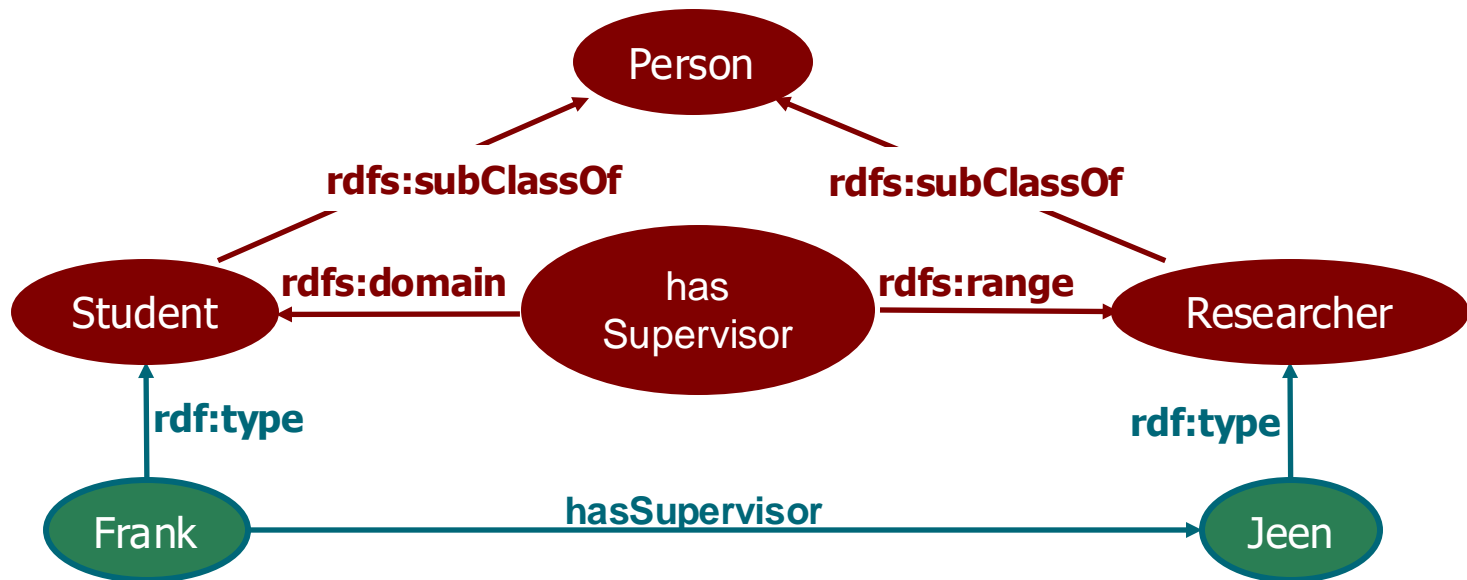 Person
rdfs:subClassOf
rdfs:subClassOf
Student
rdfs:domain
has
Supervisor
rdfs:range
Researcher
rdf:type
rdf:type
Frank
hasSupervisor
Jeen